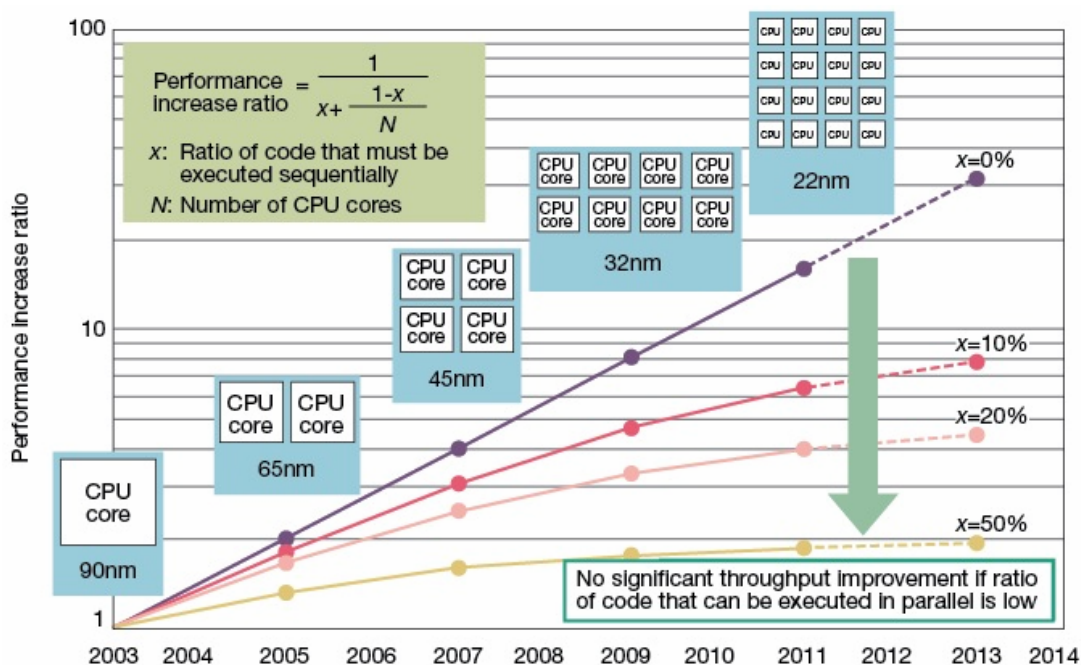 100
Performance increase ratio = 1
x+ 1-x
N
x: Ratio of code that must be
executed sequentially
N: Number of CPU cores
CPU CPU CPU CPU
CPU CPU CPU CPU
CPU CPU CPU CPU
CPU CPU CPU CPU
22nm
x=0%
CPU core CPU core CPU core CPU core
CPU core CPU core CPU core CPU core
32nm
CPU core CPU core
CPU core CPU core
45nm
10
x=10%
CPU core CPU core
65nm
x=20%
CPU
core
90nm
x=50%
No significant throughput improvement if ratio
of code that can be executed in parallel is low
1
Performance increase ratio
2003 2004 2005 2006 2007 2008 2009 2010 2011 2012 2013 2014